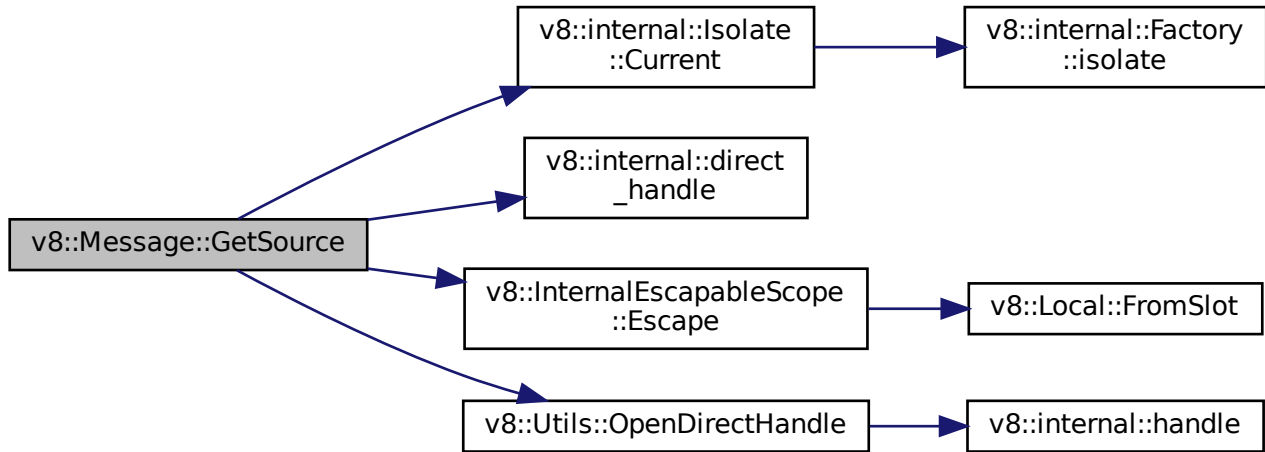 v8::internal::Isolate
::Current
v8::internal::Factory
::isolate
v8::internal::direct
_handle
v8::Message::GetSource
v8::InternalEscapableScope
::Escape
v8::Local::FromSlot
v8::Utils::OpenDirectHandle
v8::internal::handle